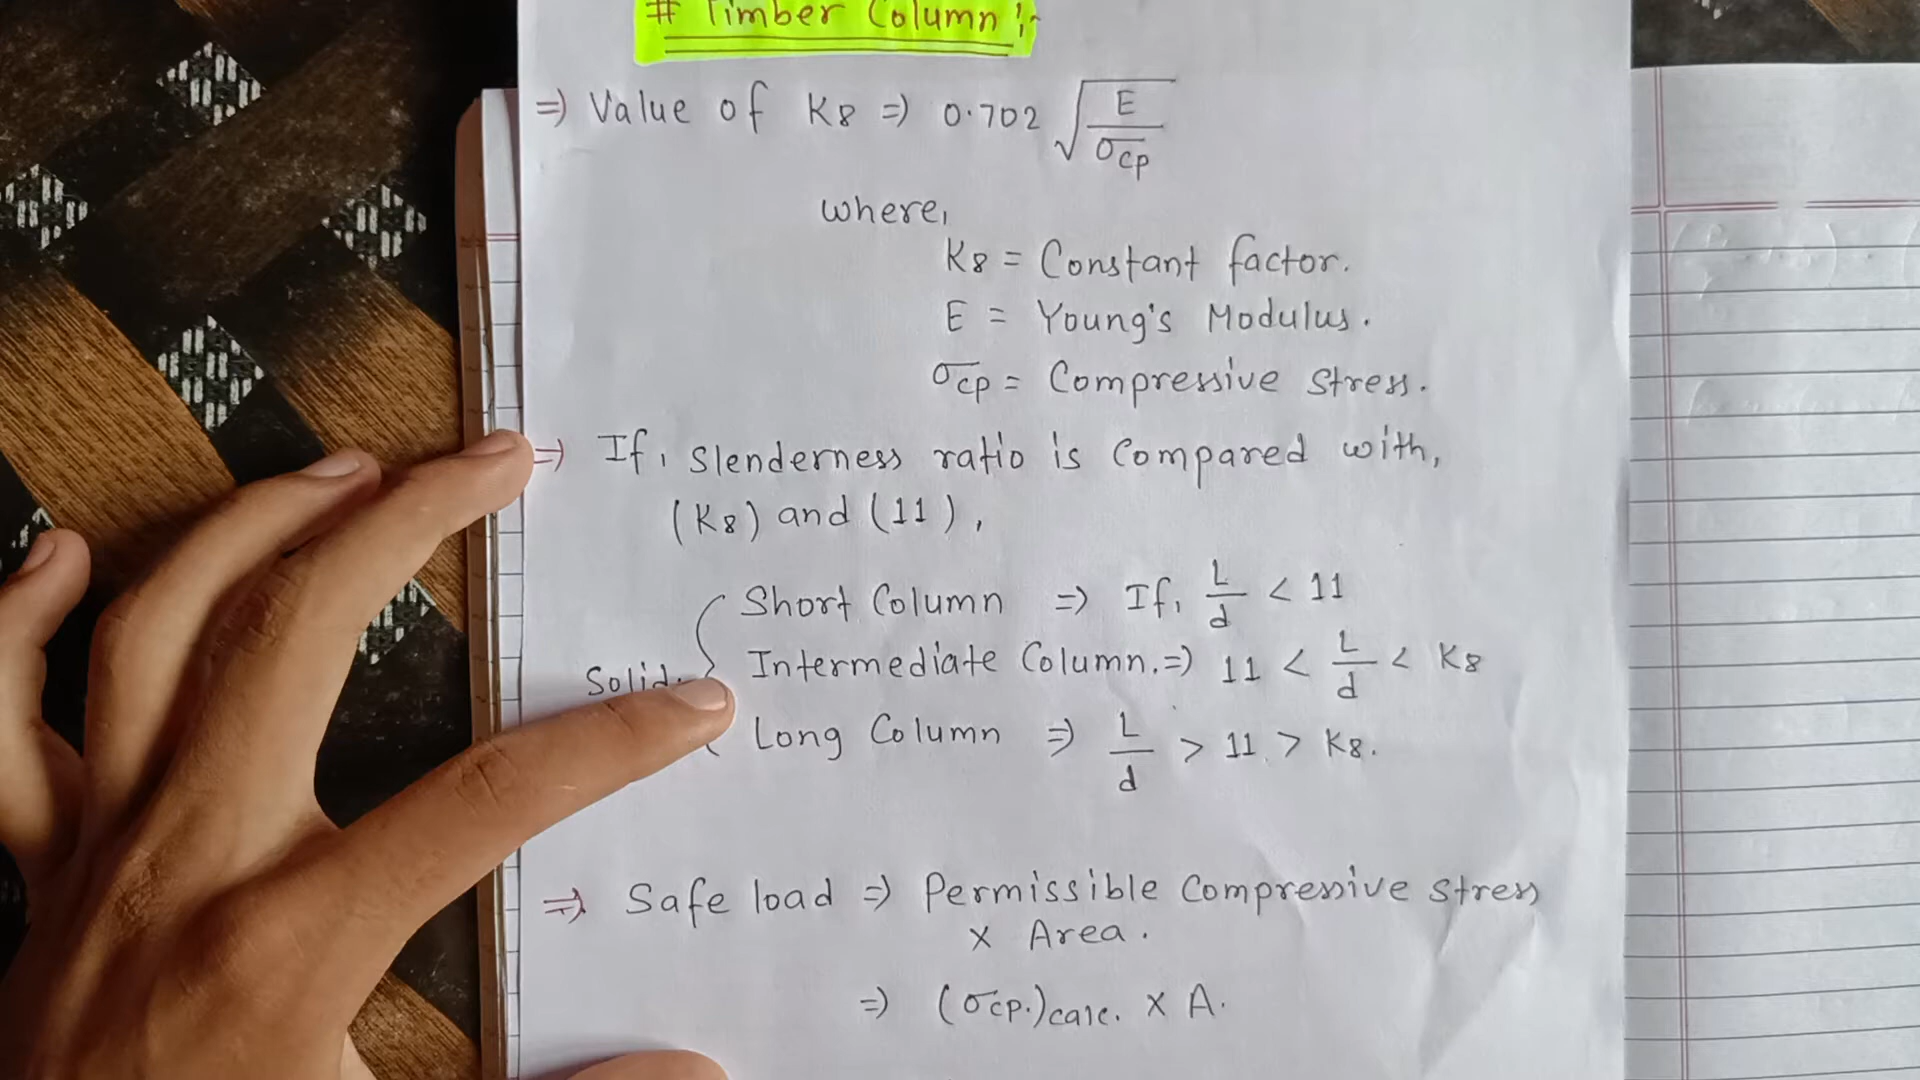 # Timber Column :-
⇒ Value of K8 ⇒ 0.702 √(E/σcp)
where,
K8 = Constant factor.
E = Young's Modulus.
σcp = Compressive stress.
⇒ If, slenderness ratio is compared with,
(K8) and (11),
Short Column ⇒ If, L/d < 11
Solid Intermediate Column. ⇒ 11 < L/d < K8
Long Column ⇒ L/d > 11 > K8.
⇒ Safe load ⇒ Permissible Compressive stress
x Area.
⇒ (σcp.)calc. x A.